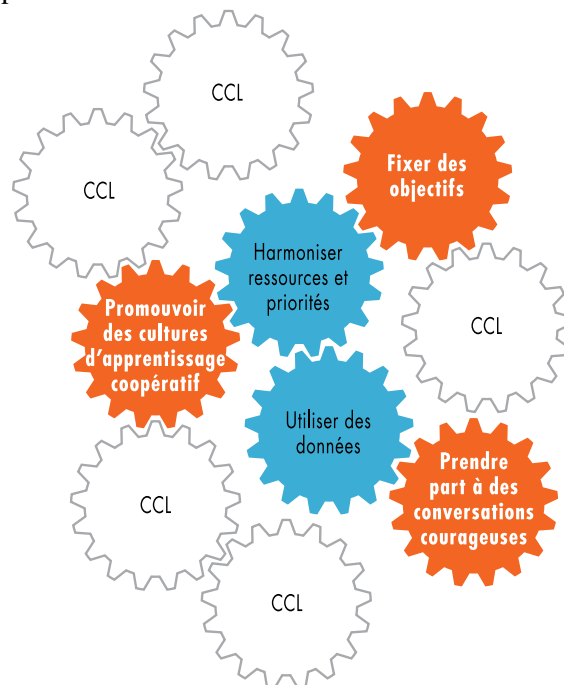 CCL
Fixer des
objectifs
CCL
Harmoniser
ressources et
priorités
Promouvoir
des cultures
d'apprentissage
coopératif
CCL
Utiliser des
données
Prendre
part à des
conversations
courageuses
CCL
CCL